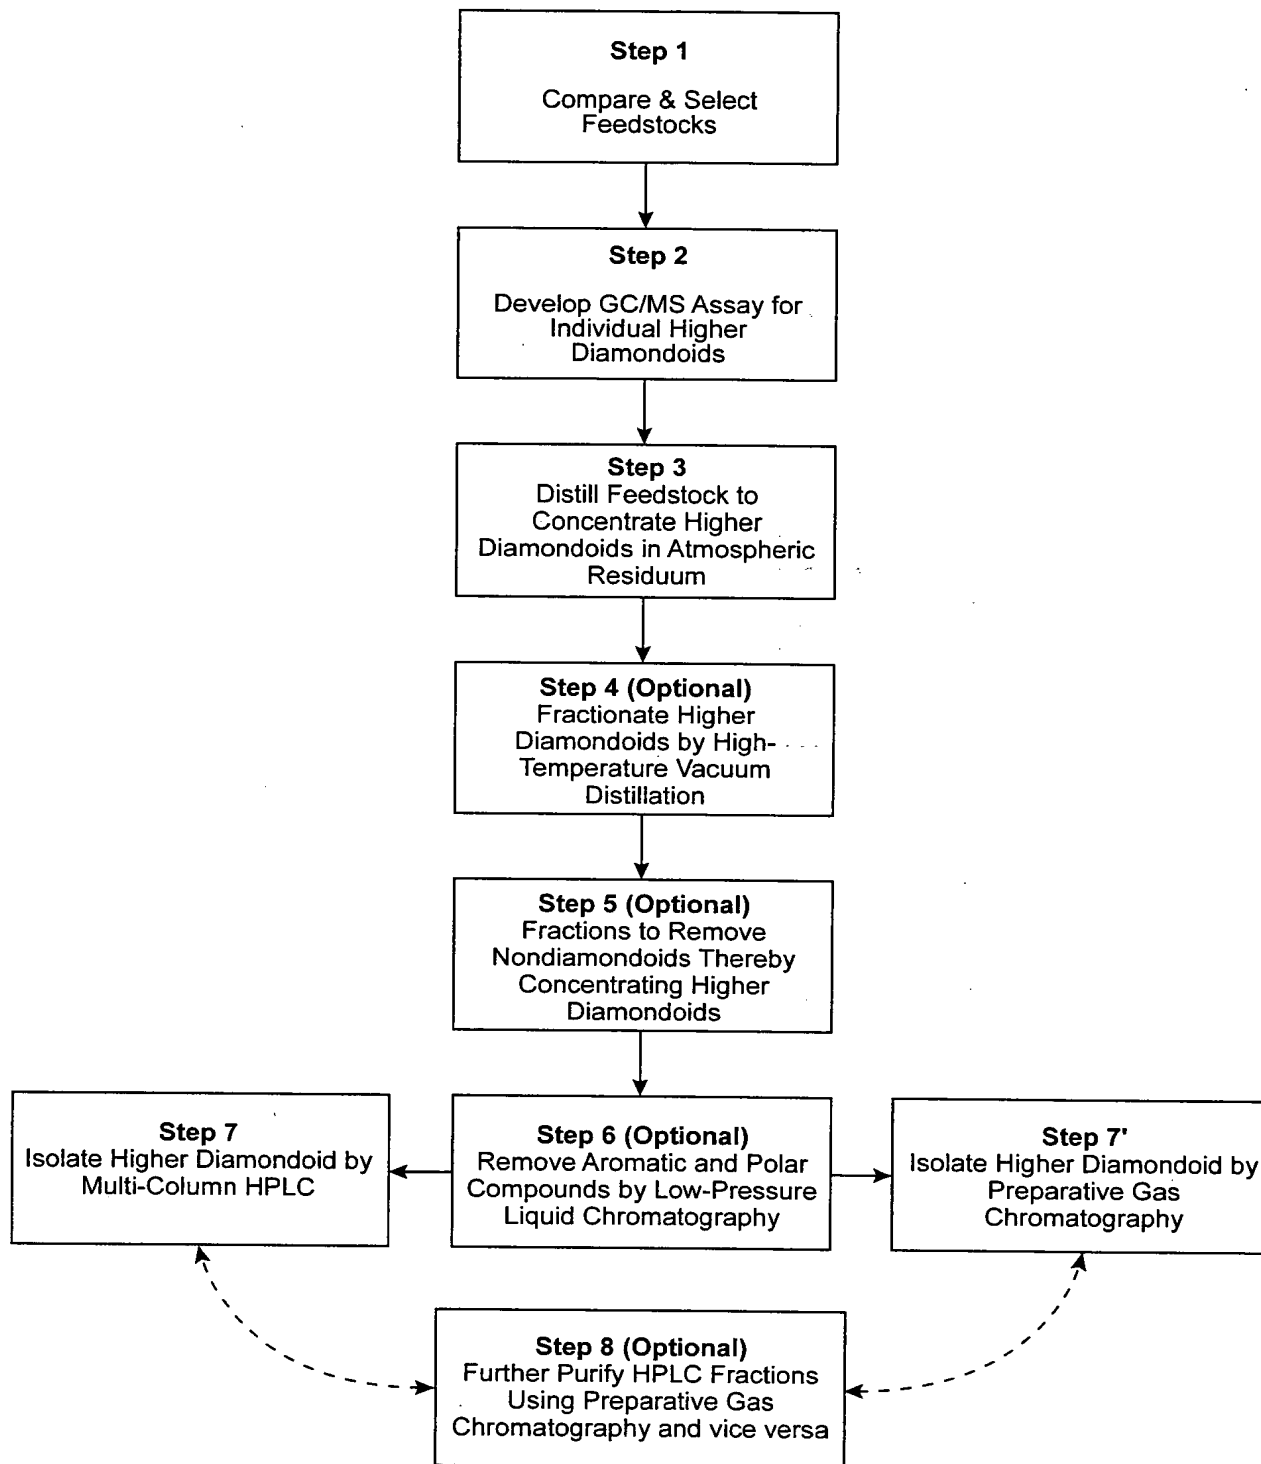 Step 1
Compare & Select
Feedstocks
Step 2
Develop GC/MS Assay for
Individual Higher
Diamondoids
Step 3
Distill Feedstock to
Concentrate Higher
Diamondoids in Atmospheric
Residuum
Step 4 (Optional)
Fractionate Higher
Diamondoids by High-
Temperature Vacuum
Distillation
Step 5 (Optional)
Fractions to Remove
Nondiamondoids Thereby
Concentrating Higher
Diamondoids
Step 7
Isolate Higher Diamondoid by
Multi-Column HPLC
Step 6 (Optional)
Remove Aromatic and Polar
Compounds by Low-Pressure
Liquid Chromatography
Step 7'
Isolate Higher Diamondoid by
Preparative Gas
Chromatography
Step 8 (Optional)
Further Purify HPLC Fractions
Using Preparative Gas
Chromatography and vice versa